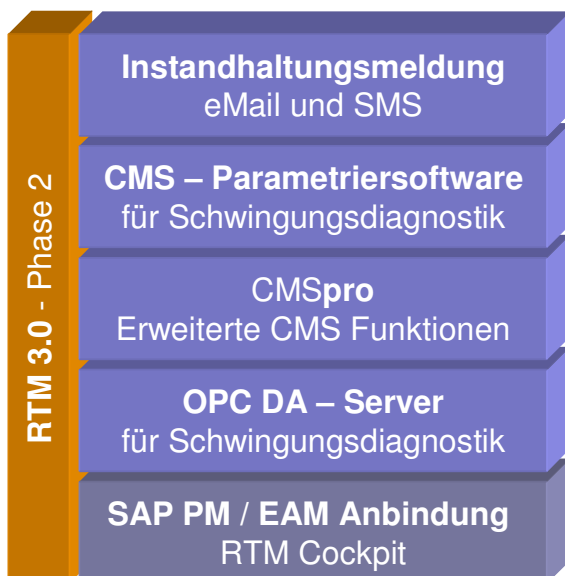 RTM 3.0 - Phase 2
Instandhaltungsmeldung
eMail und SMS
CMS – Parametriersoftware
für Schwingungsdiagnostik
CMSpro
Erweiterte CMS Funktionen
OPC DA – Server
für Schwingungsdiagnostik
SAP PM / EAM Anbindung
RTM Cockpit